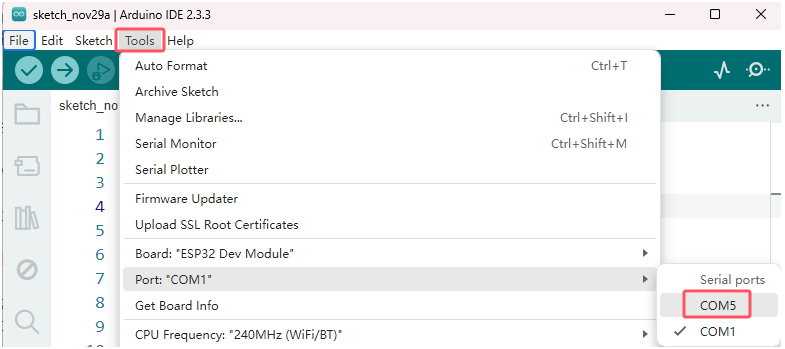 sketch_nov29a | Arduino IDE 2.3.3
File Edit Sketch Tools Help
Auto Format Ctrl+T
sketch_no
Archive Sketch
1
Manage Libraries... Ctrl+Shift+I
2
Serial Monitor Ctrl+Shift+M
3
Serial Plotter
4
Firmware Updater
5
Upload SSL Root Certificates
6
Board: "ESP32 Dev Module"
7
Port: "COM1"
Serial ports
8
Get Board Info
COM5
9
CPU Frequency: "240MHz (WiFi/BT)"
COM1